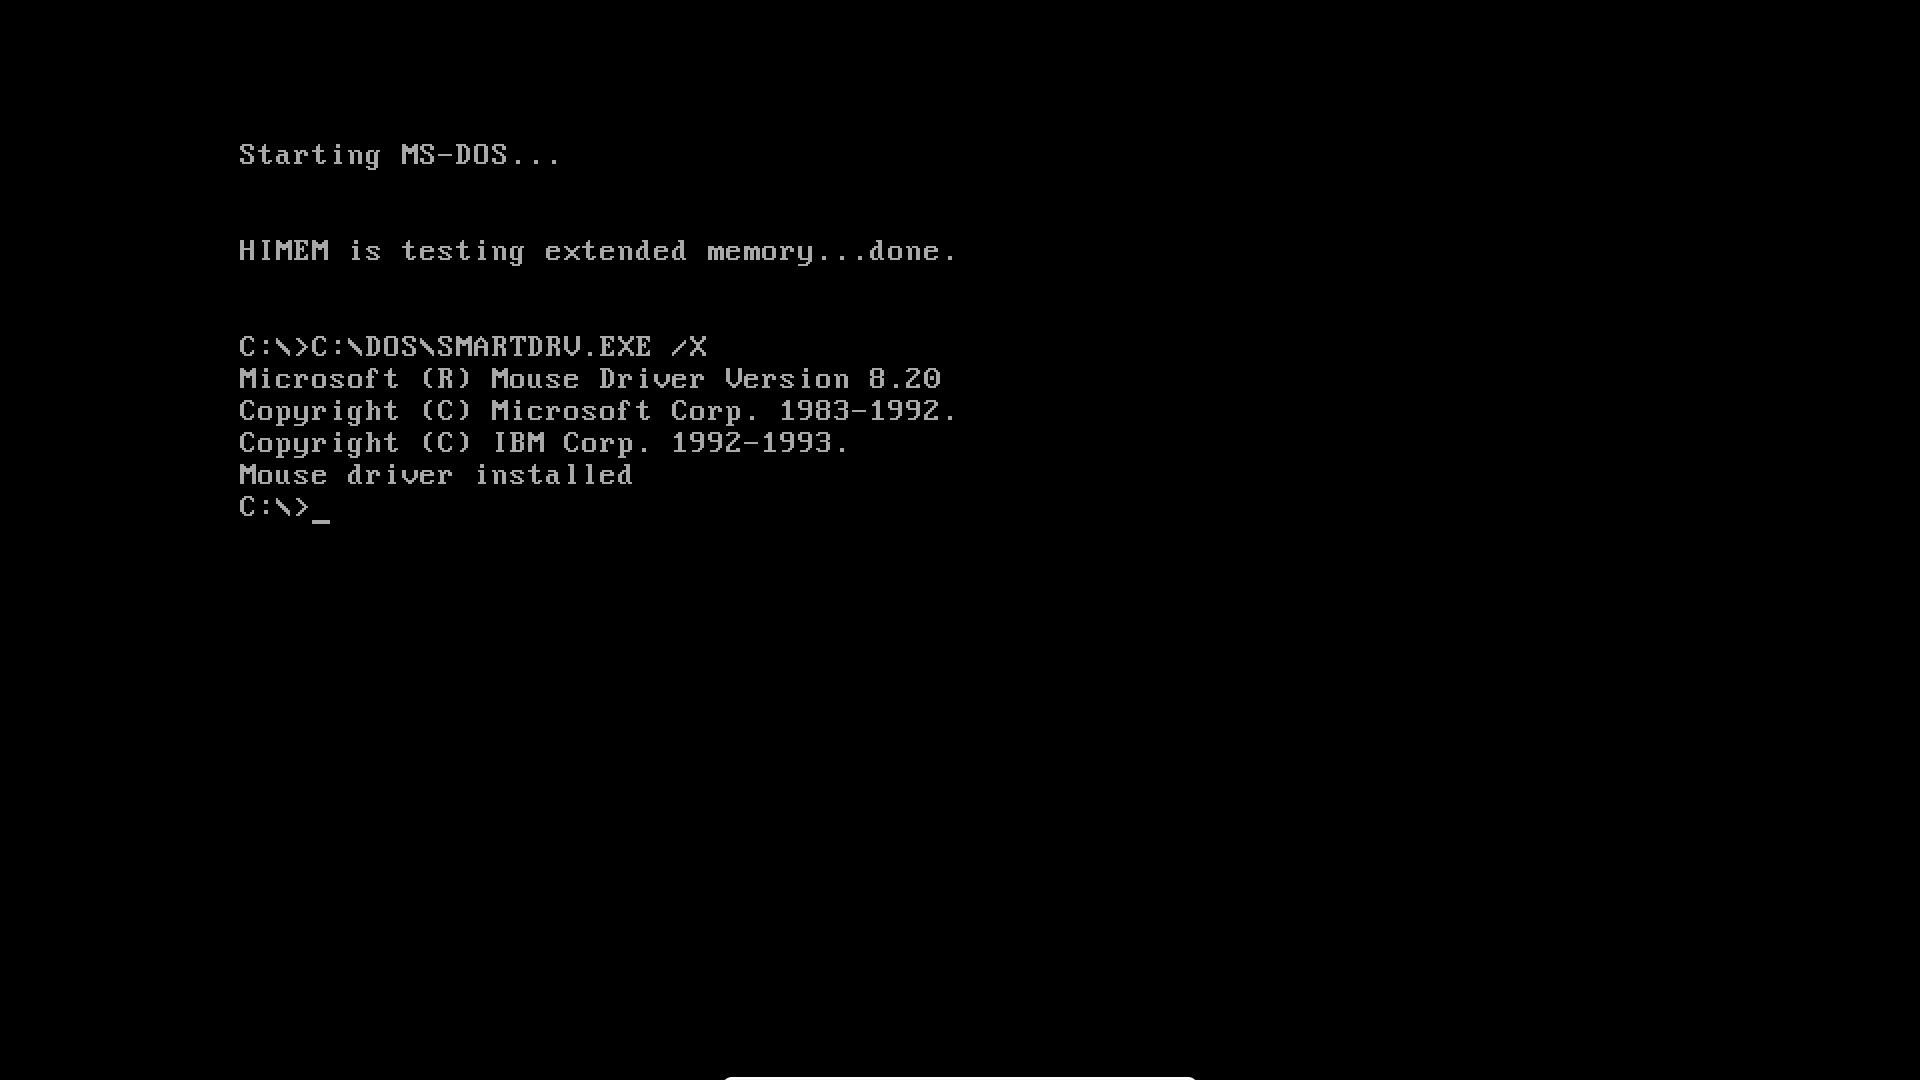 Starting MS-DOS...
HIMEM is testing extended memory...done.
C:\>C:\DOS\SMARTDRV.EXE /X
Microsoft (R) Mouse Driver Version 8.20
Copyright (C) Microsoft Corp. 1983-1992.
Copyright (C) IBM Corp. 1992-1993.
Mouse driver installed
C:\>_